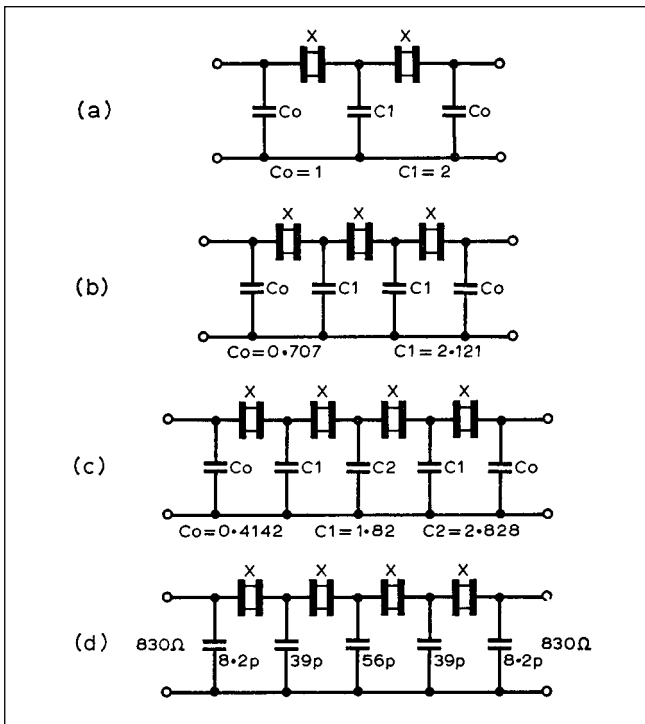 X X
(a) Co C1 Co
Co=1 C1=2
X X X
(b) Co C1 C1 Co
Co=0·707 C1=2·121
X X X X
(c) Co C1 C2 C1 Co
Co=0·4142 C1=1·82 C2=2·828
X X X X
830Ω 830Ω
(d) 8·2p 39p 56p 39p 8·2p